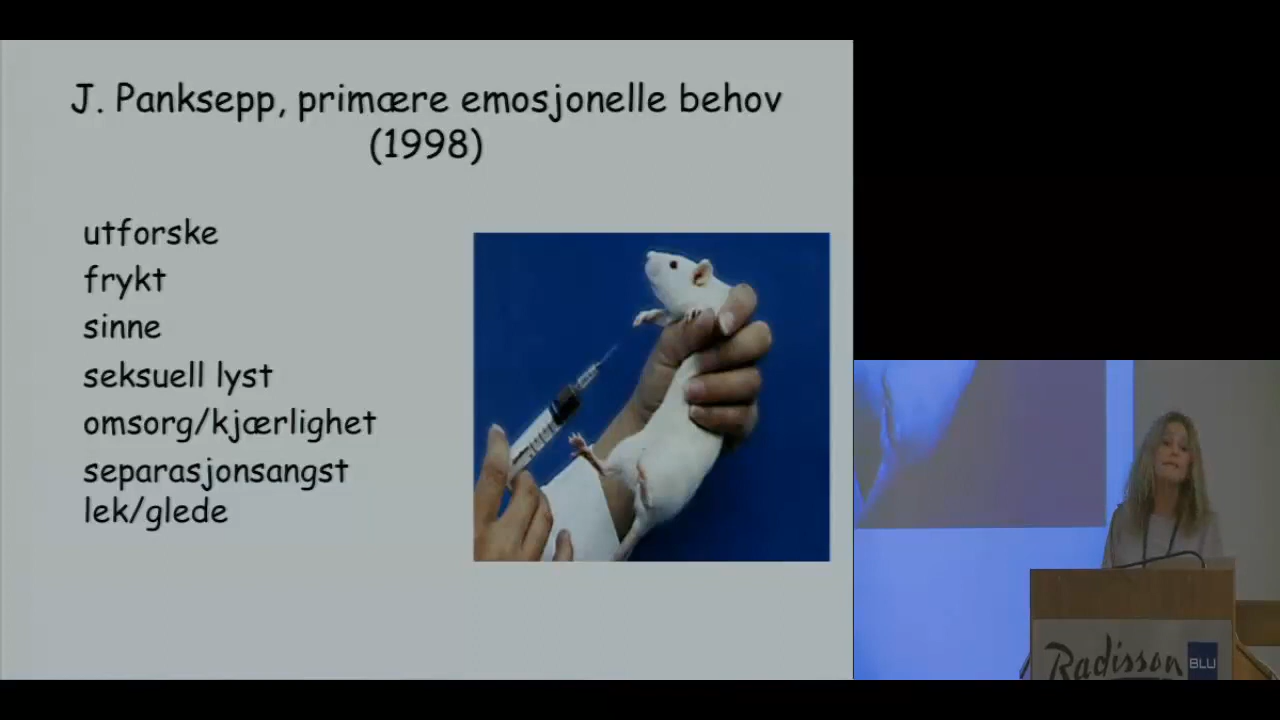 J. Panksepp, primære emosjonelle behov
(1998)
utforske
frykt
sinne
seksuell lyst
omsorg/kjærlighet
separasjonsangst
lek/glede
Radisson
BLU